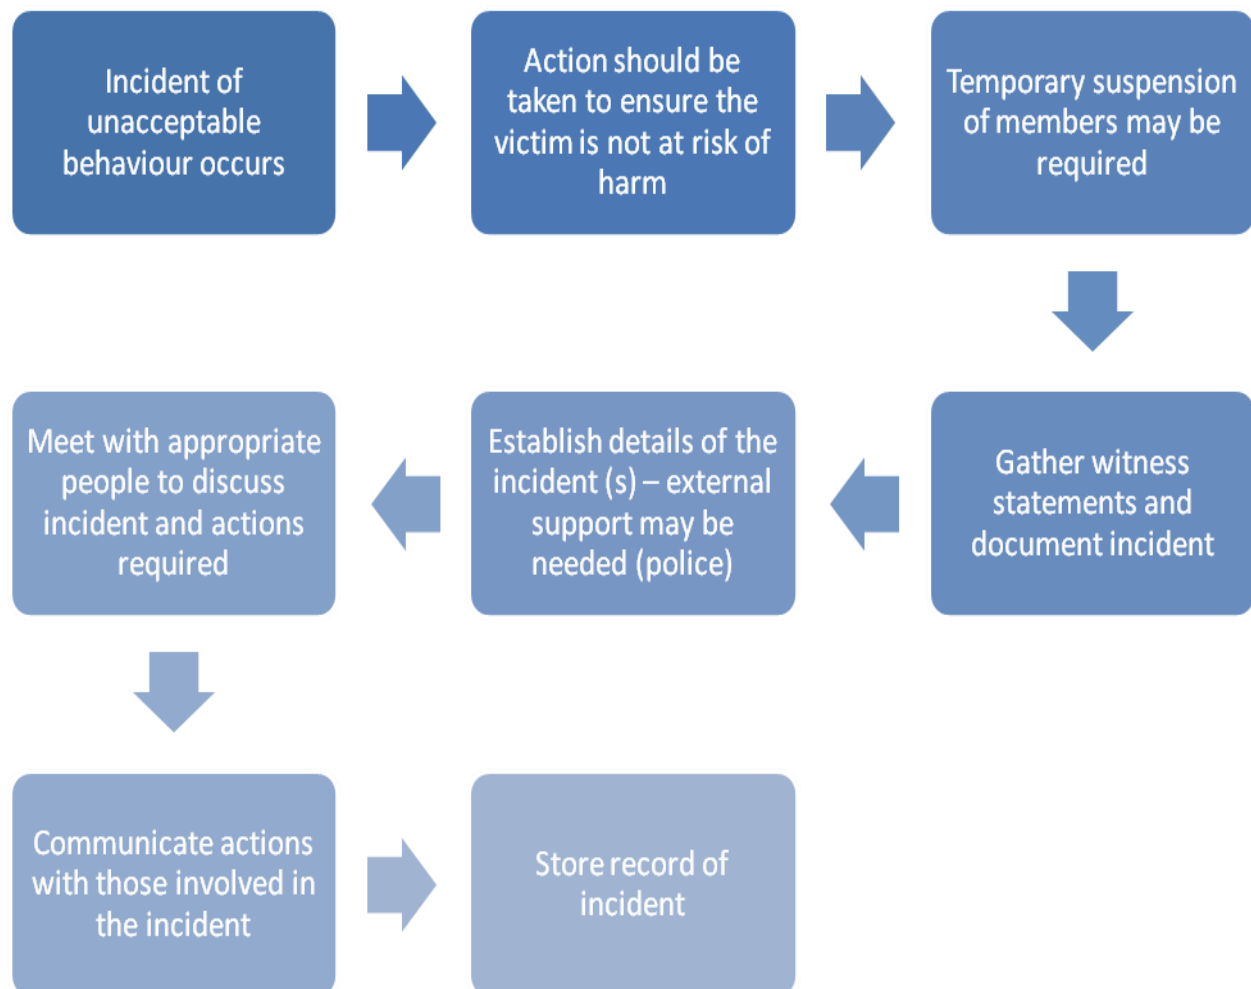 Incident of
unacceptable
behaviour occurs
Action should be
taken to ensure the
victim is not at risk of
harm
Temporary suspension
of members may be
required
Gather witness
statements and
document incident
Establish details of the
incident (s) – external
support may be
needed (police)
Meet with appropriate
people to discuss
incident and actions
required
Communicate actions
with those involved in
the incident
Store record of
incident